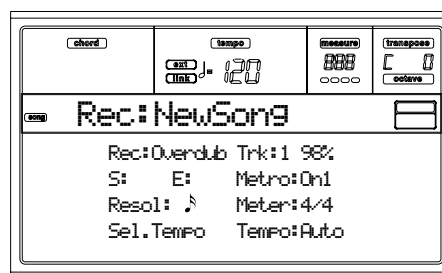 chord tempo measure transpose
ext link = 120 888 [ 0
octave
song Rec:NewSong
Rec:Overdub Trk:1 98%
S: E: Metro:On1
Resol: ♪ Meter:4/4
Sel.Tempo Tempo:Auto